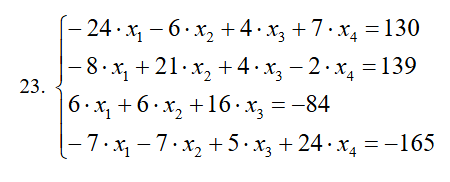 − 24 · x₁ − 6 · x₂ + 4 · x₃ + 7 · x₄ = 130
− 8 · x₁ + 21 · x₂ + 4 · x₃ − 2 · x₄ = 139
23.
6 · x₁ + 6 · x₂ + 16 · x₃ = −84
− 7 · x₁ − 7 · x₂ + 5 · x₃ + 24 · x₄ = −165